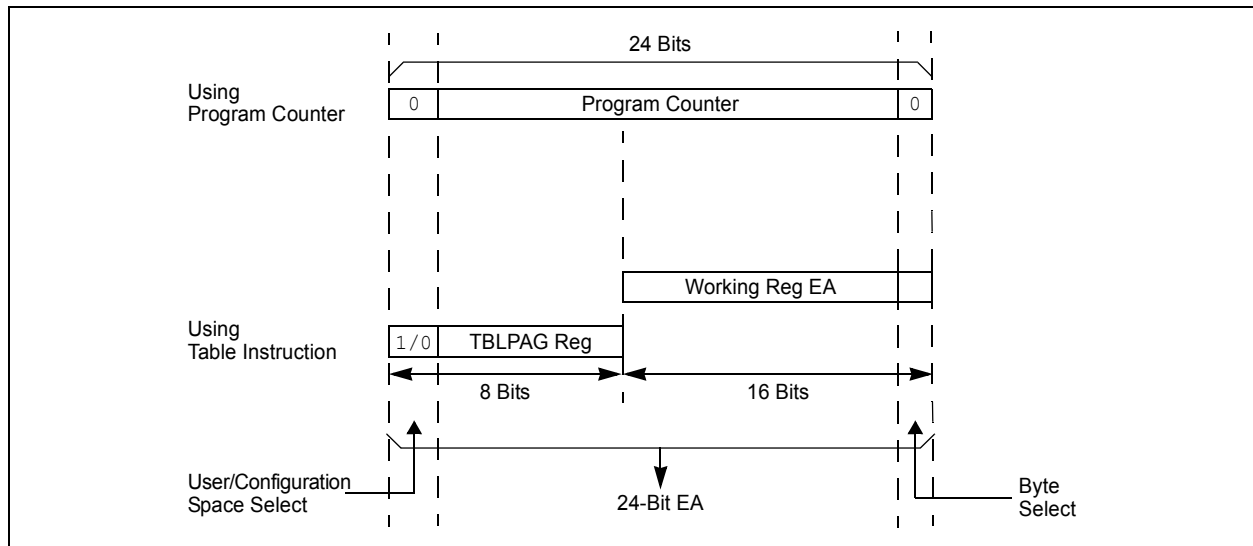 24 Bits
Using
Program Counter
0
Program Counter
0
Working Reg EA
Using
Table Instruction
1/0
TBLPAG Reg
8 Bits
16 Bits
User/Configuration
Space Select
24-Bit EA
Byte
Select